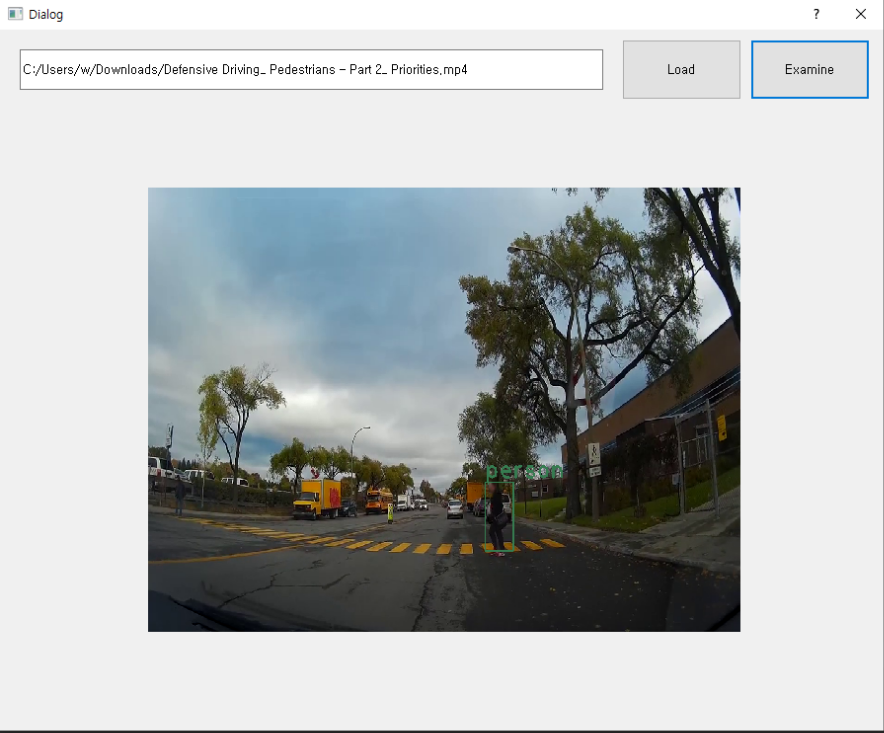 Dialog
?
C:/Users/w/Downloads/Defensive Driving_ Pedestrians - Part 2_ Priorities.mp4
Load
Examine
person